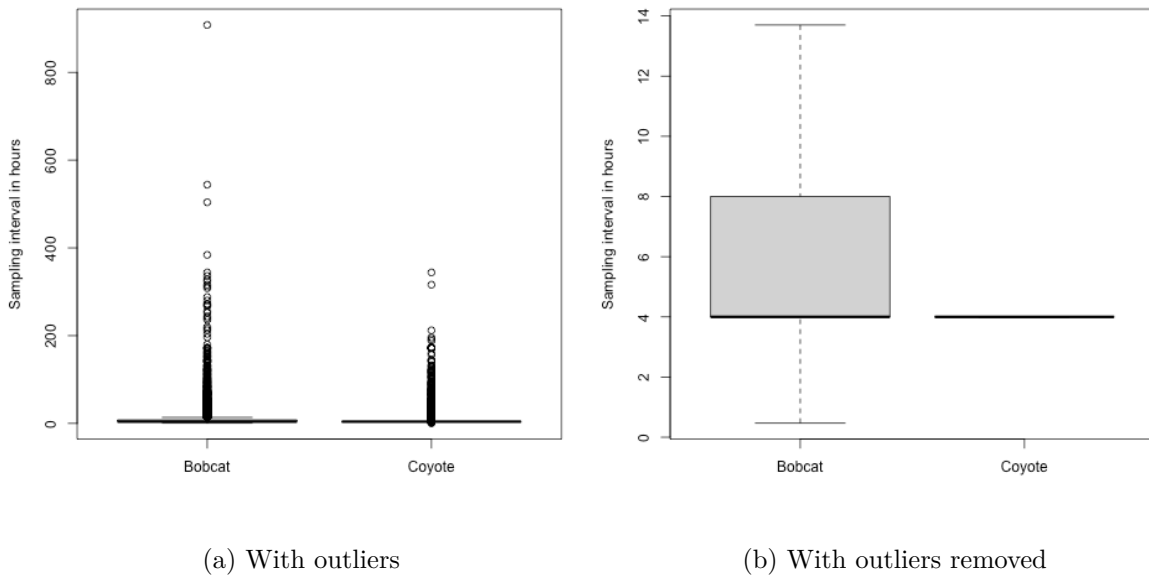 Sampling interval in hours
800
600
400
200
0
Bobcat
Coyote
(a) With outliers
Sampling interval in hours
14
12
10
8
6
4
2
0
Bobcat
Coyote
(b) With outliers removed